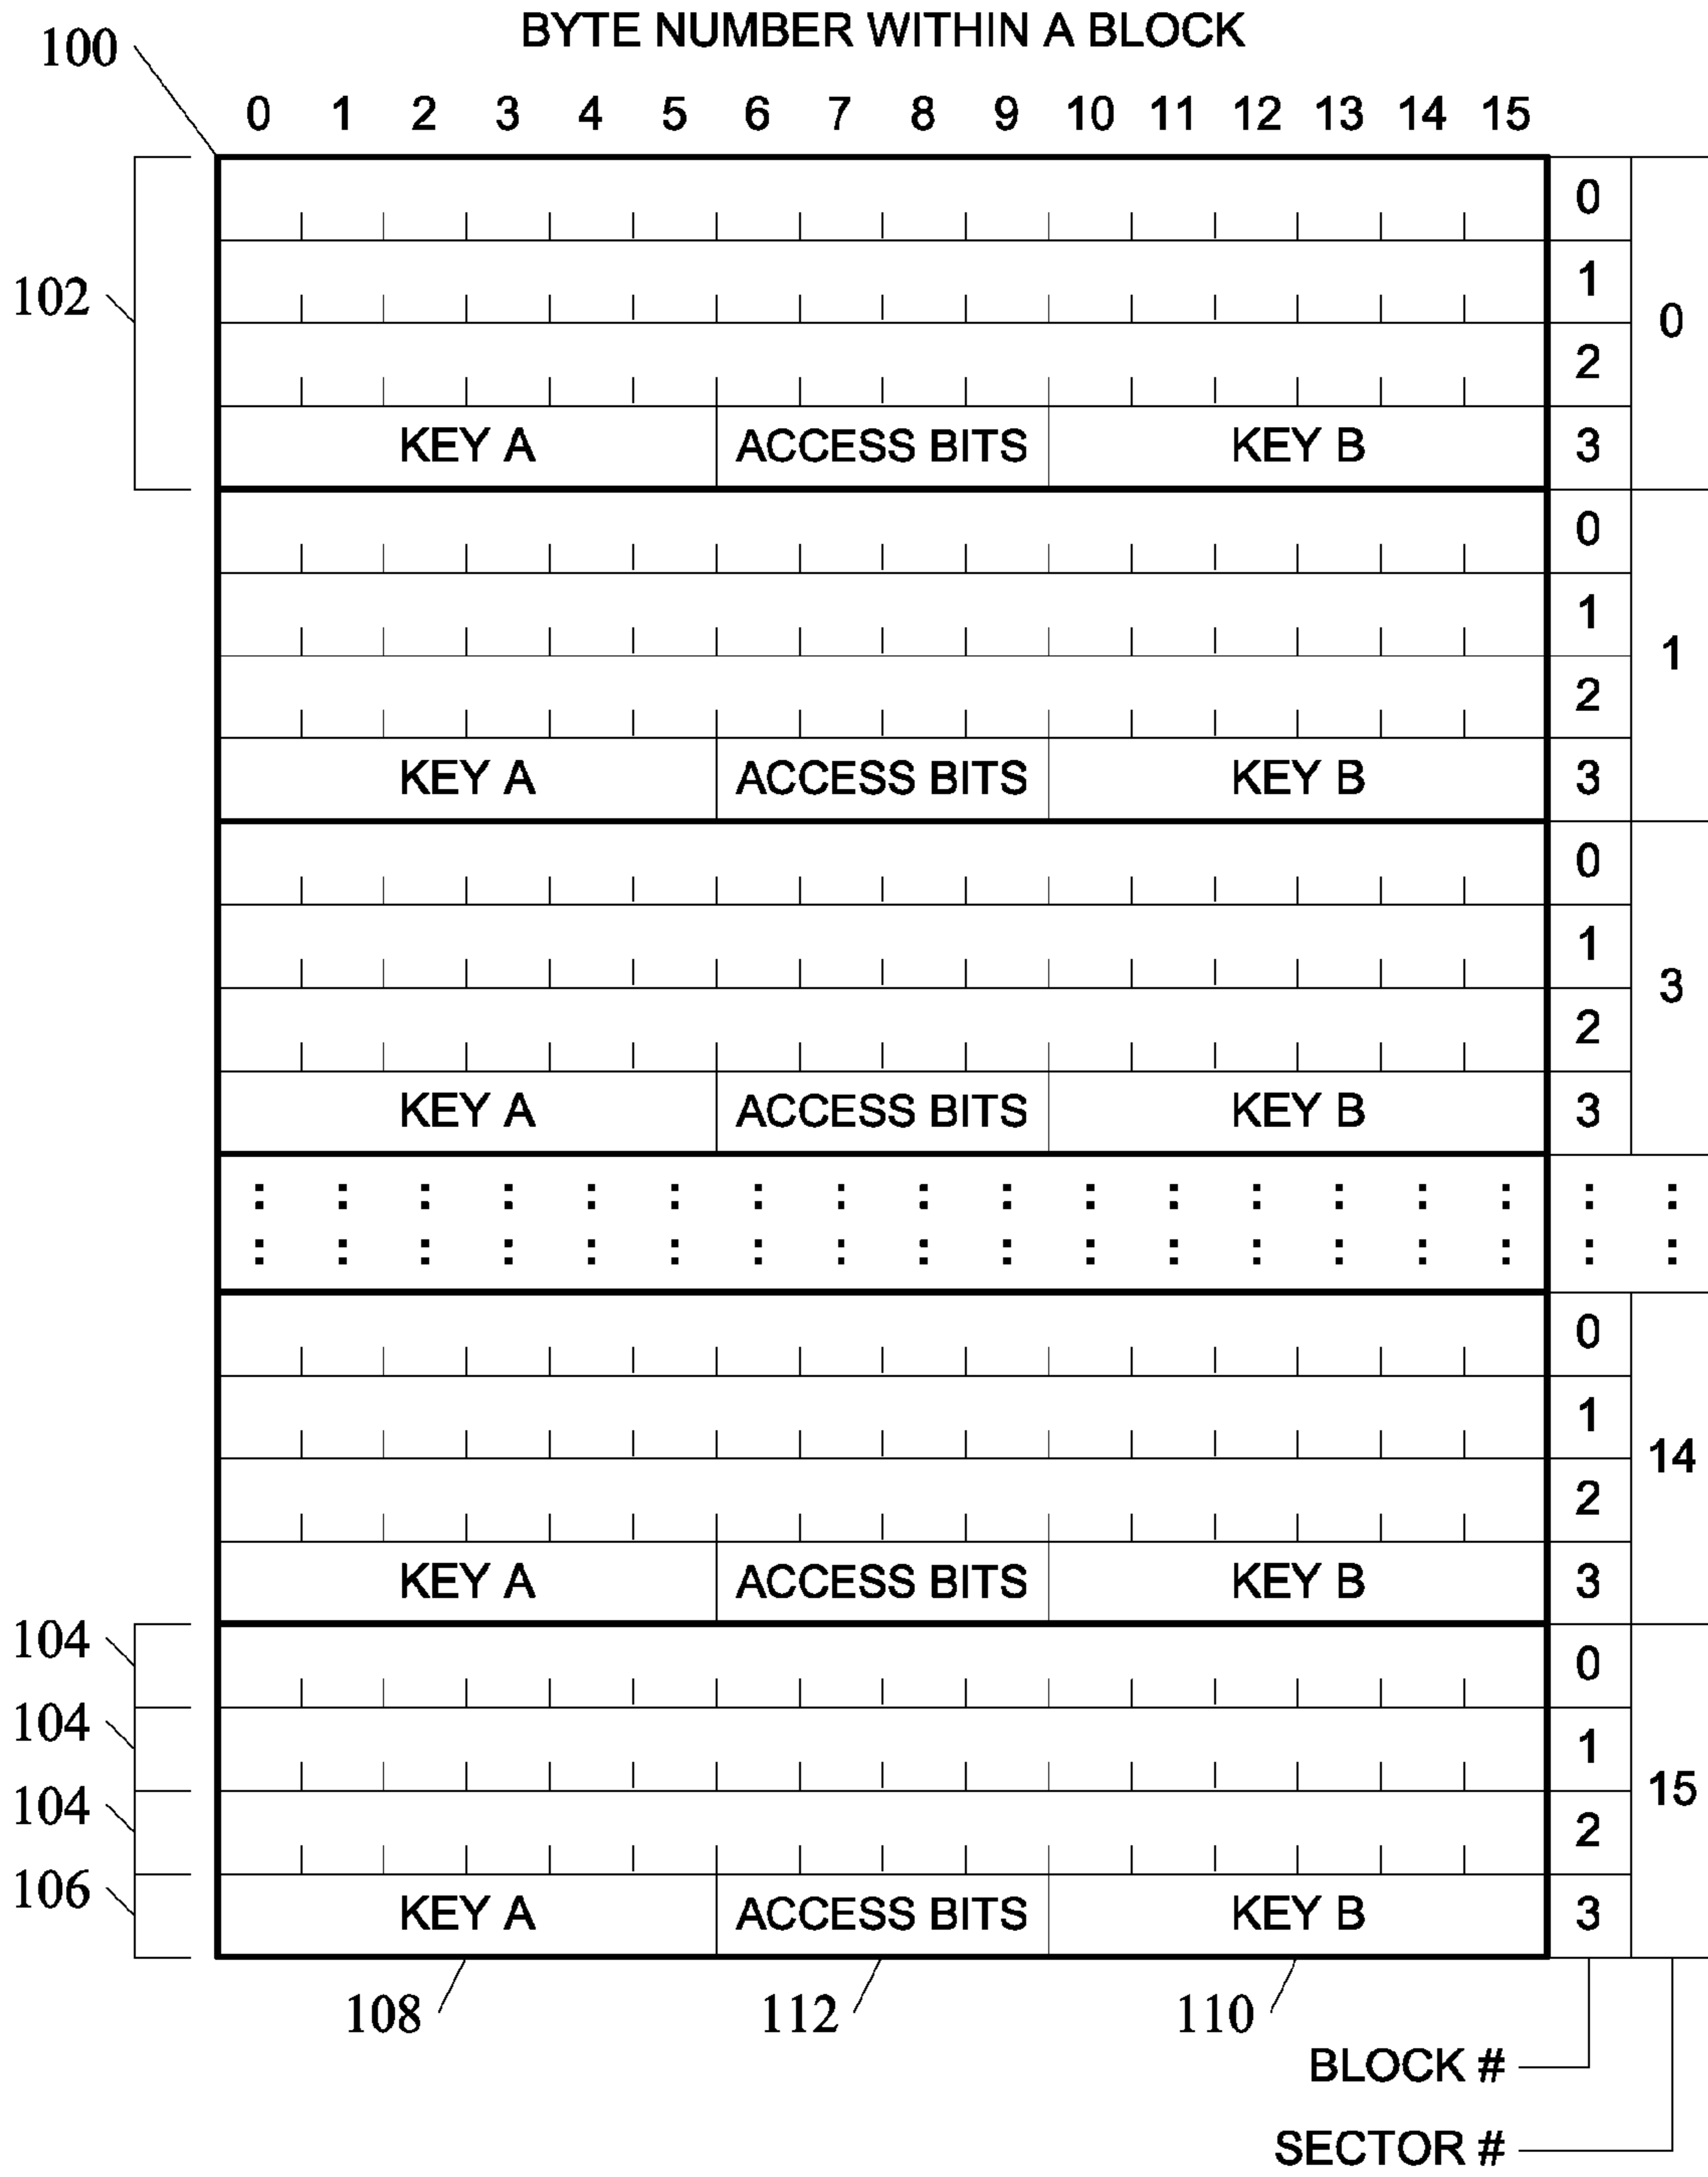 BYTE NUMBER WITHIN A BLOCK
100
0 1 2 3 4 5 6 7 8 9 10 11 12 13 14 15
0
102
1
0
2
KEY A ACCESS BITS KEY B 3
0
1
1
2
KEY A ACCESS BITS KEY B 3
0
1
3
2
KEY A ACCESS BITS KEY B 3
: : : : : : : : : : : : : : : : : :
: : : : : : : : : : : : : : : : : :
0
1
14
2
KEY A ACCESS BITS KEY B 3
104
0
104
1
15
104
2
106
KEY A ACCESS BITS KEY B 3
108 112 110
BLOCK #
SECTOR #